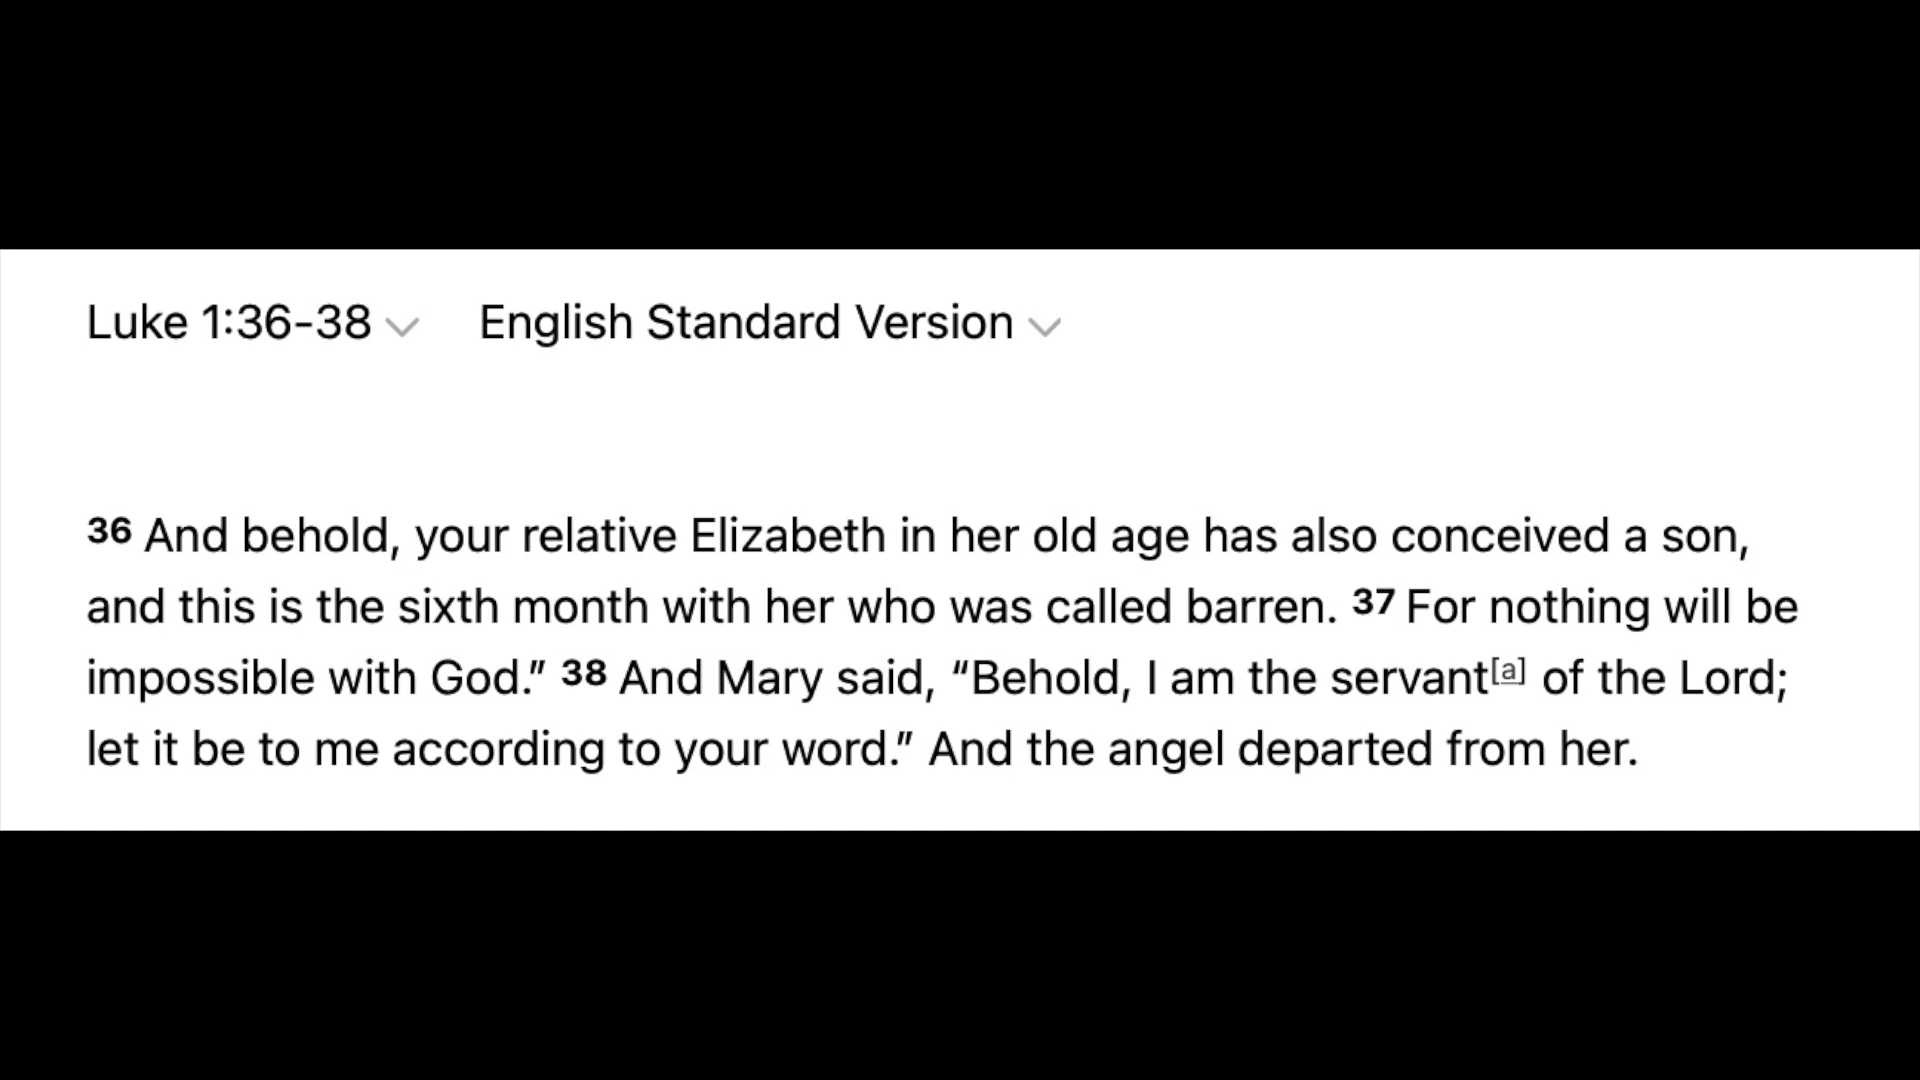 Luke 1:36-38 English Standard Version
36 And behold, your relative Elizabeth in her old age has also conceived a son,
and this is the sixth month with her who was called barren. 37 For nothing will be
impossible with God.” 38 And Mary said, “Behold, I am the servant[a] of the Lord;
let it be to me according to your word.” And the angel departed from her.